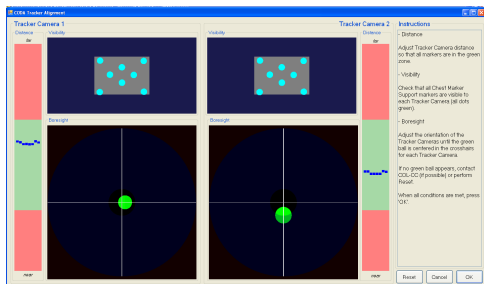 CODA Tracker Alignment
Tracker Camera 1
Tracker Camera 2
Instructions
Distance
Visibility
Visibility
Distance
far
far
near
near
Boresight
Boresight
- Distance
Adjust Tracker Camera distance
so that all markers are in the green
zone.
- Visibility
Check that all Chest Marker
Support markers are visible to
each Tracker Camera (all dots
green).
- Boresight
Adjust the orientation of the
Tracker Cameras until the green
ball is centered in the crosshairs
for each Tracker Camera
If no green ball appears, contact
COL-CC (if possible) or perform
Reset.
When all conditions are met, press
'OK'.
Reset
Cancel
OK